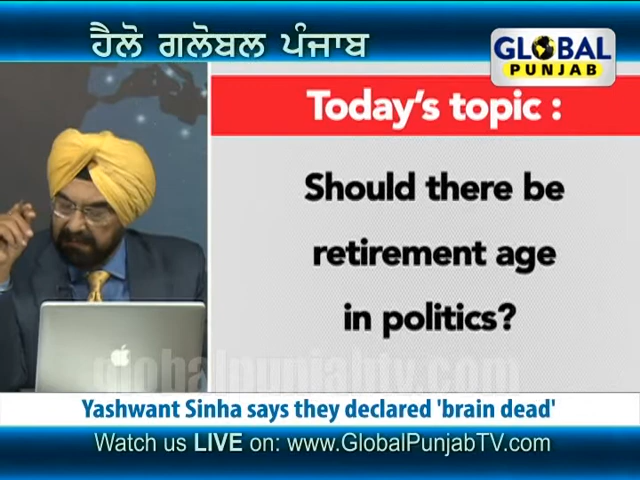 ਹੈਲੋ ਗਲੋਬਲ ਪੰਜਾਬ
GLOBAL
PUNJAB
Today's topic :
Should there be
retirement age
in politics?
globalpunjabtv.com
Yashwant Sinha says they declared 'brain dead'
Watch us LIVE on: www.GlobalPunjabTV.com